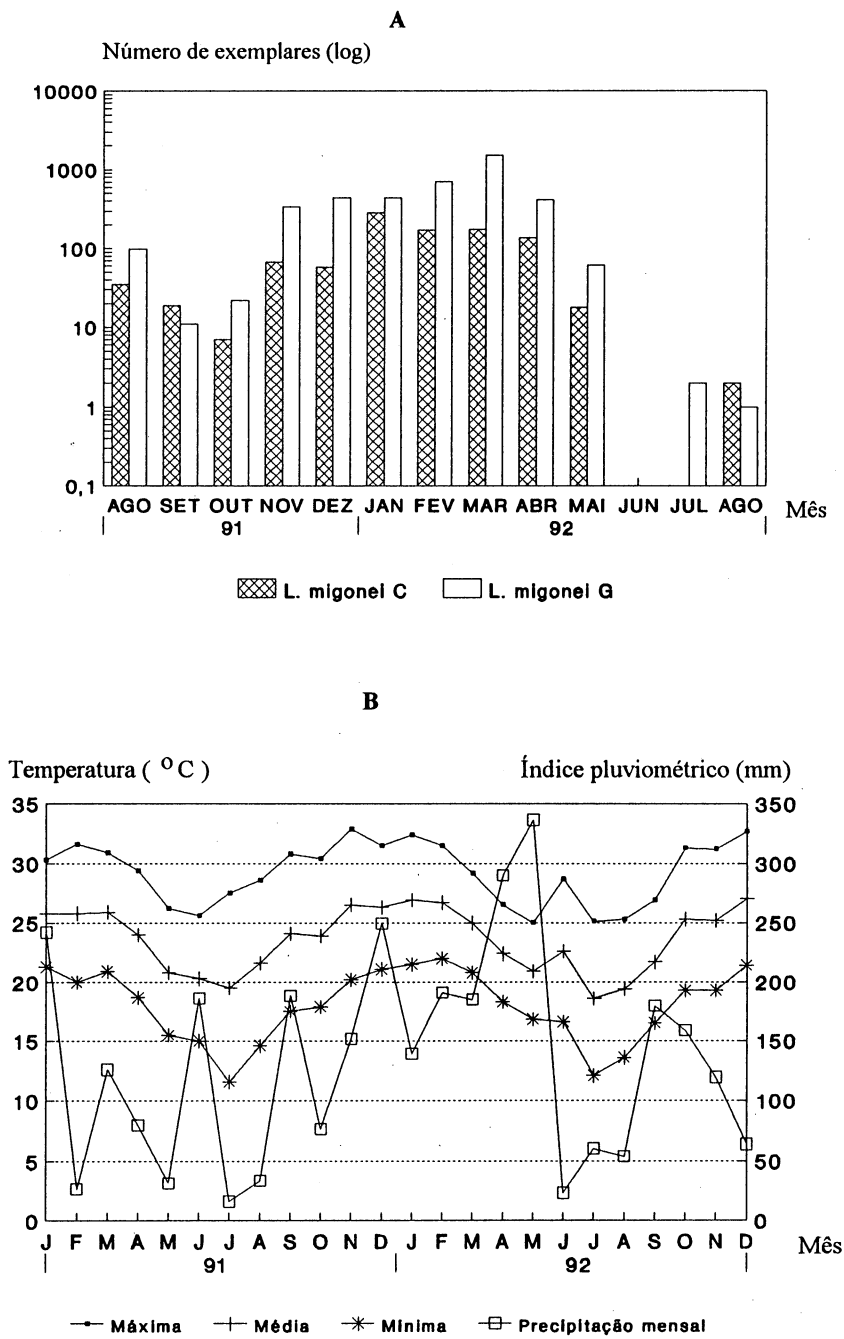 A
Número de exemplares (log)
10000
1000
100
10
1
0,1
AGO SET OUT NOV DEZ JAN FEV MAR ABR MAI JUN JUL AGO Mês
91 92
L. migonei C L. migonei G
B
Temperatura ( °C ) Índice pluviométrico (mm)
35 350
30 300
25 250
20 200
15 150
10 100
5 50
0 0
J F M A M J J A S O N D J F M A M J J A S O N D Mês
91 92
Máxima Média Mínima Precipitação mensal